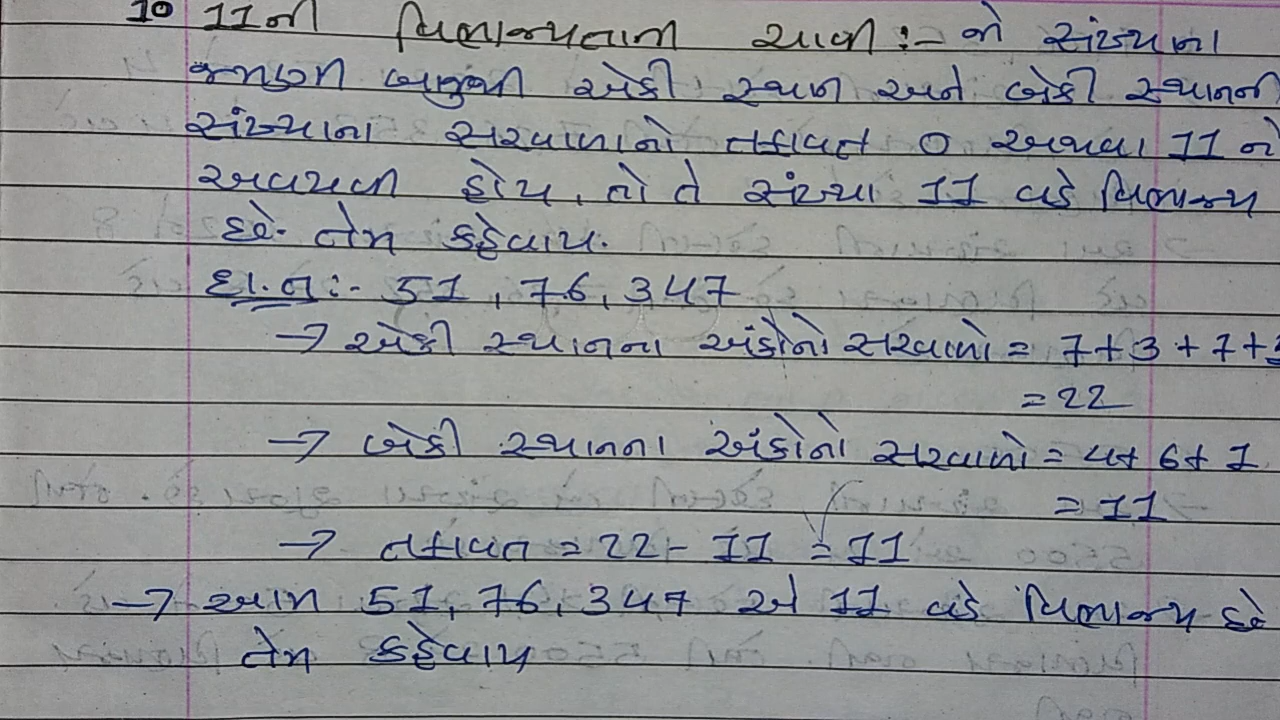 10 11ની વિભાજ્યતાની ચાવી :- જો સંખ્યાના
જમણી બાજુથી એકી સ્થાન અને બેકી સ્થાનની
સંખ્યાના સરવાળાનો તફાવત 0 અથવા 11 નો
અવયવી હોય, તો તે સંખ્યા 11 વડે વિભાજ્ય
છે. તેમ કહેવાય.
દા.ત. :- 51,76,347
→ એકી સ્થાનના અંકોનો સરવાળો = 7+3+7+
= 22
→ બેકી સ્થાનના અંકોનો સરવાળો = 4+6+1
= 11
→ તફાવત = 22 - 11 = 11
→ આમ 51,76,347 એ 11 વડે વિભાજ્ય છે
તેમ કહેવાય